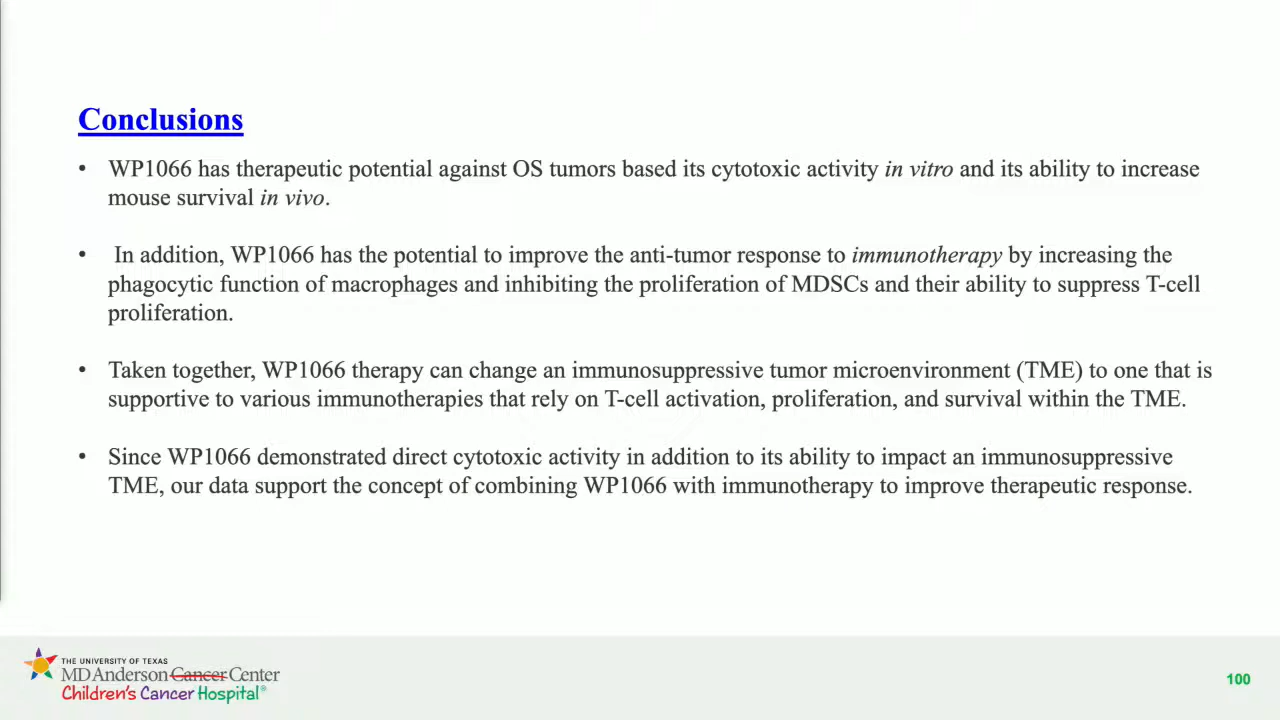 Conclusions
• WP1066 has therapeutic potential against OS tumors based its cytotoxic activity in vitro and its ability to increase
mouse survival in vivo.
• In addition, WP1066 has the potential to improve the anti-tumor response to immunotherapy by increasing the
phagocytic function of macrophages and inhibiting the proliferation of MDSCs and their ability to suppress T-cell
proliferation.
• Taken together, WP1066 therapy can change an immunosuppressive tumor microenvironment (TME) to one that is
supportive to various immunotherapies that rely on T-cell activation, proliferation, and survival within the TME.
• Since WP1066 demonstrated direct cytotoxic activity in addition to its ability to impact an immunosuppressive
TME, our data support the concept of combining WP1066 with immunotherapy to improve therapeutic response.
THE UNIVERSITY OF TEXAS
MD Anderson Cancer Center
Children's Cancer Hospital®
100